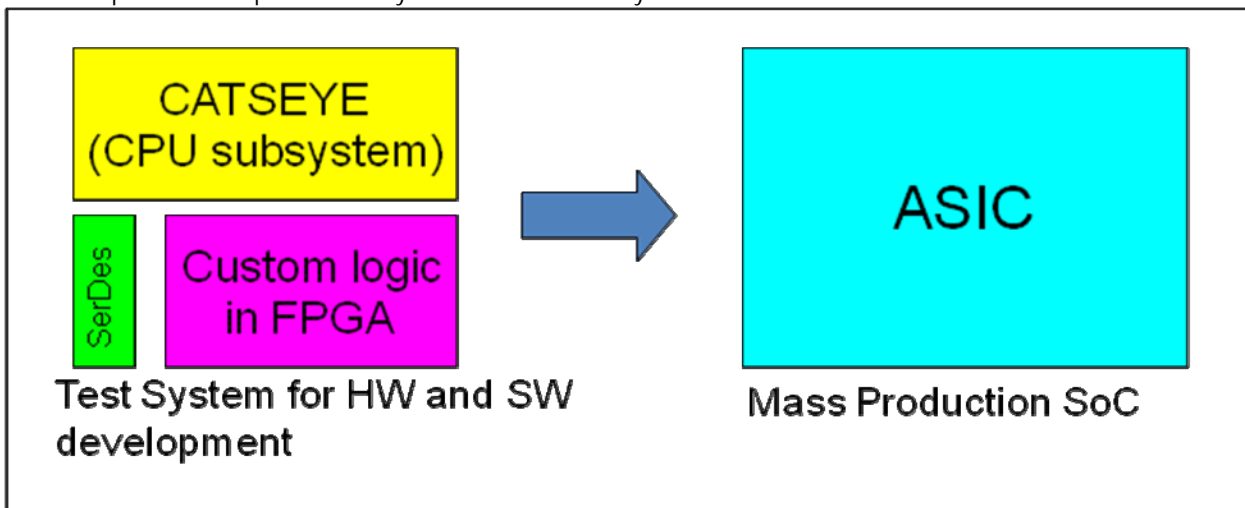 CATSEYE
(CPU subsystem)
SerDes
Custom logic
in FPGA
ASIC
Test System for HW and SW
development
Mass Production SoC